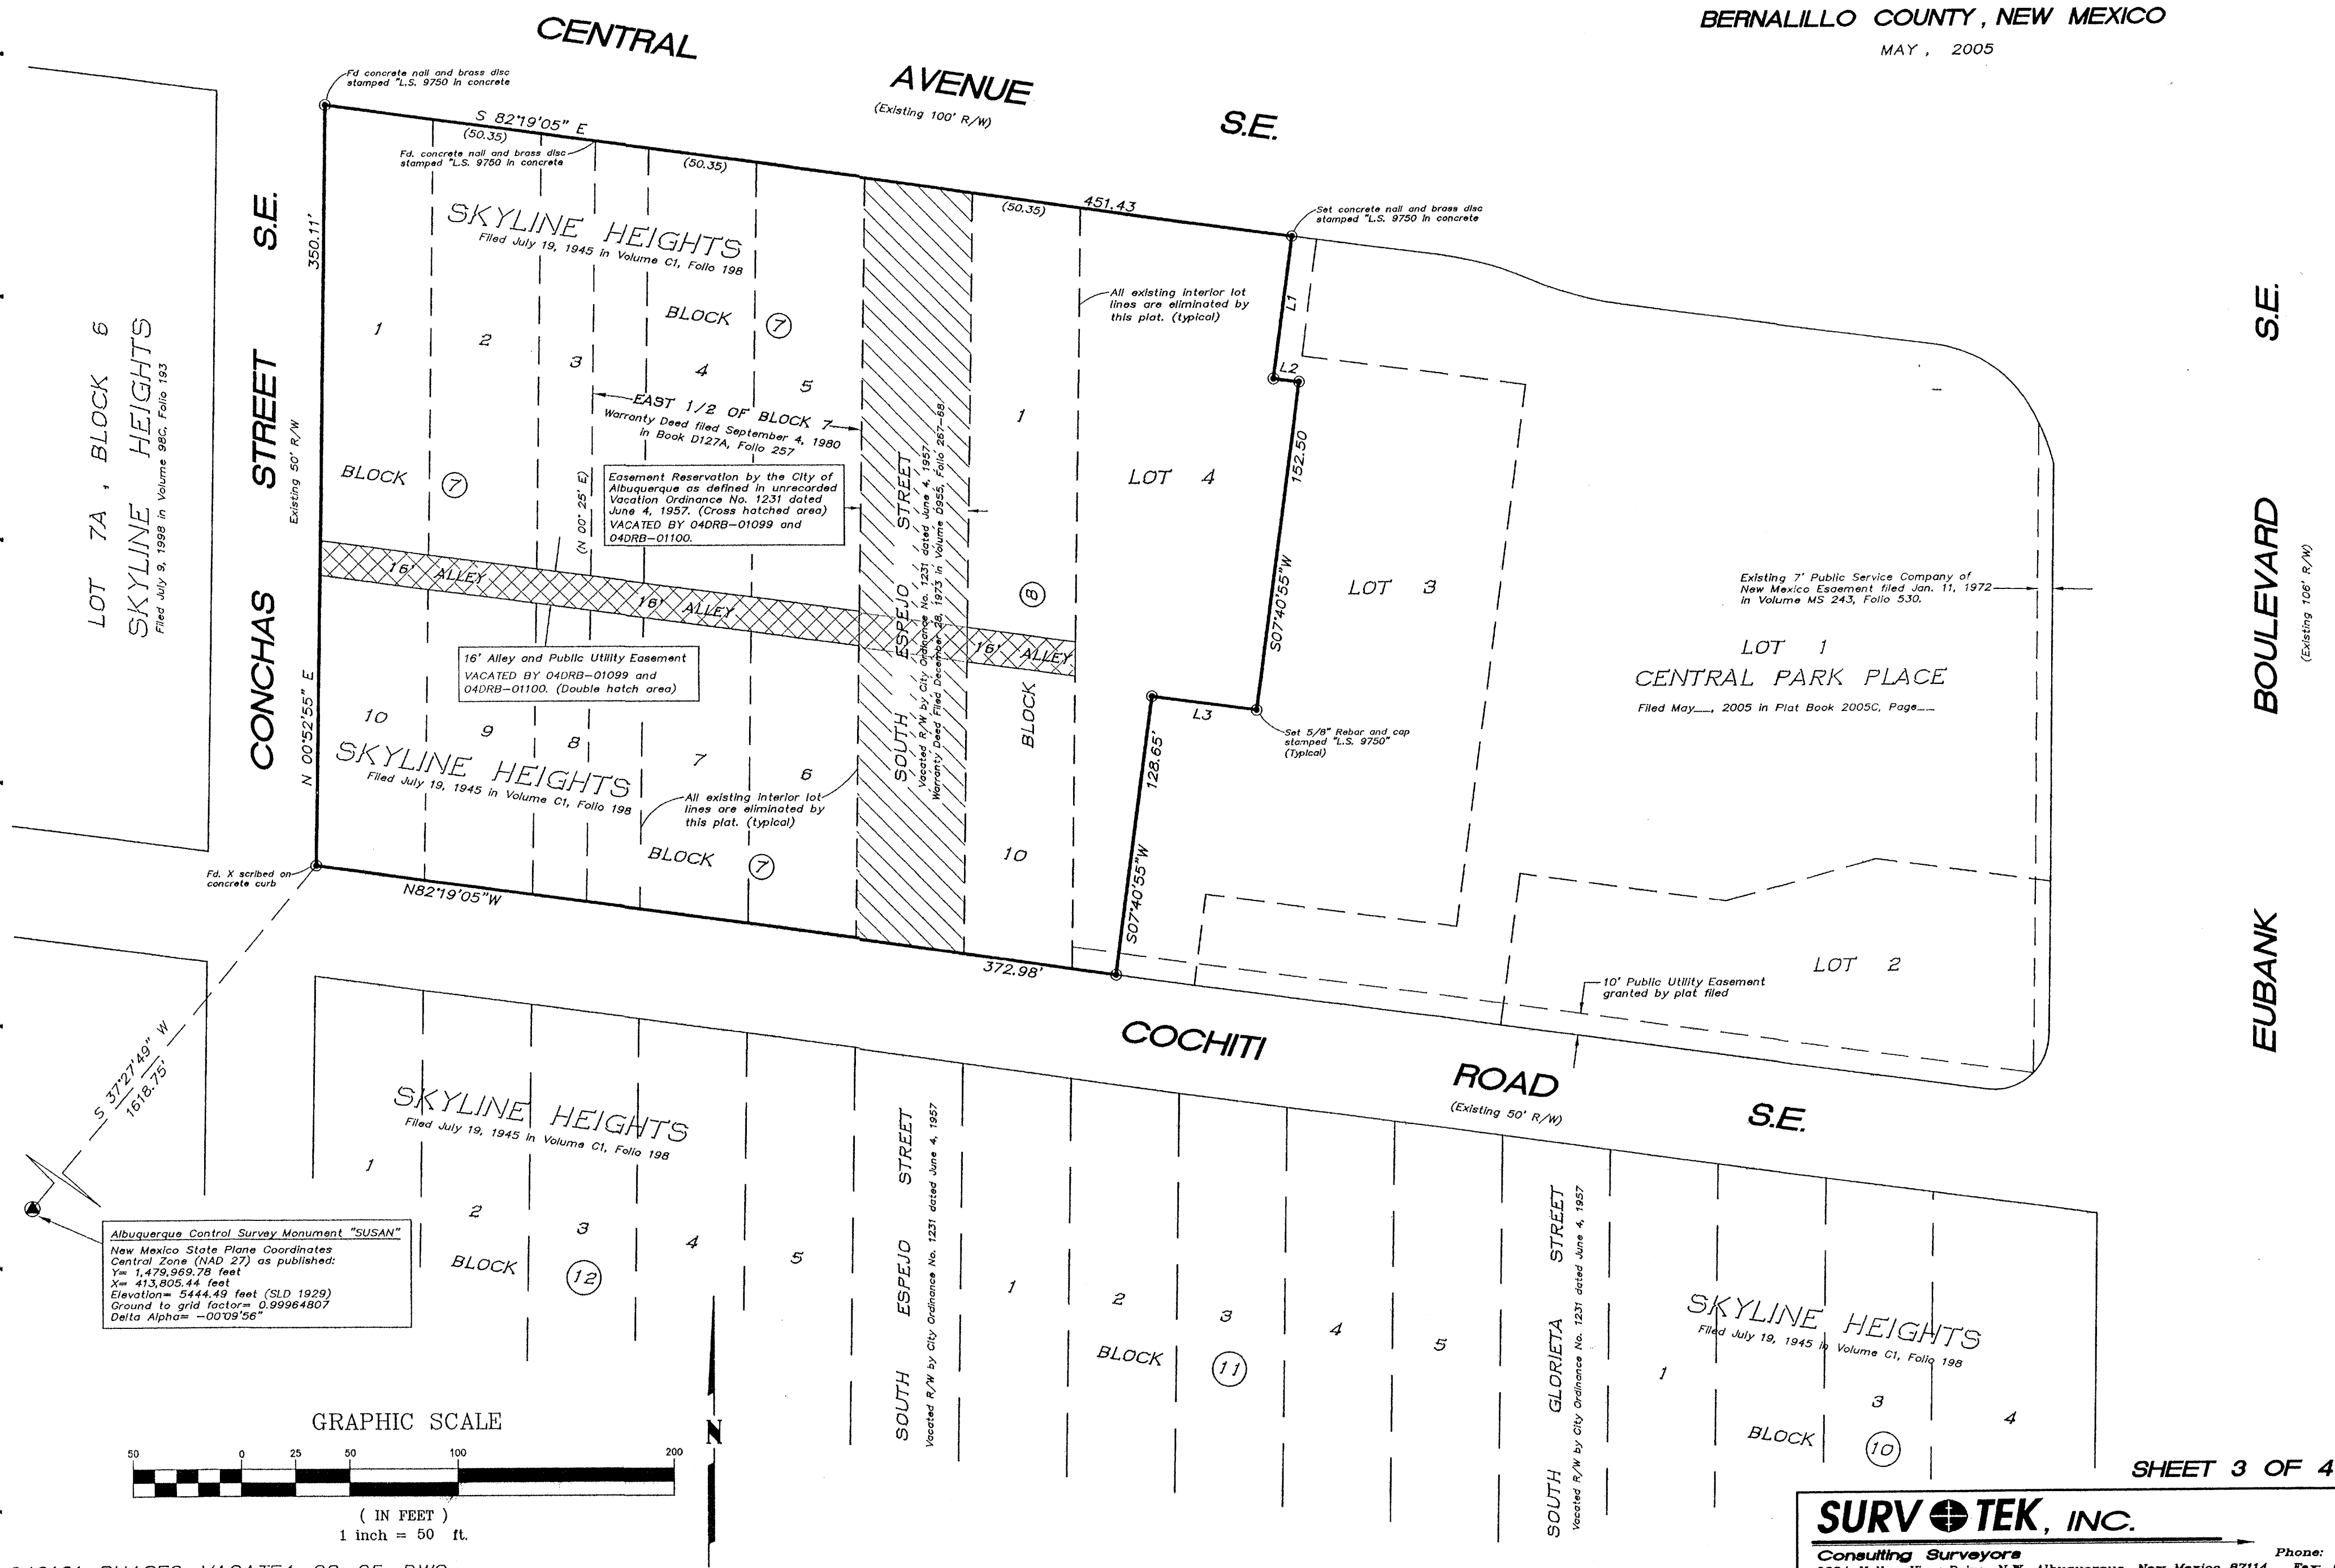 BERNALILLO COUNTY, NEW MEXICO
MAY, 2005
CENTRAL
AVENUE
(Existing 100' R/W)
S.E.
Fd concrete nail and brass disc
stamped "L.S. 9750 in concrete
S 82°19'05" E
(50.35)
Fd. concrete nail and brass disc
stamped "L.S. 9750 in concrete
(50.35)
(50.35)
451.43
Set concrete nail and brass disc
stamped "L.S. 9750 in concrete
SKYLINE HEIGHTS
Filed July 19, 1945 in Volume C1, Folio 198
350.11'
LOT 7A, BLOCK 6
SKYLINE HEIGHTS
Filed July 9, 1998 in Volume 98C, Folio 193
CONCHAS STREET S.E.
Existing 50' R/W
N 00°52'55" E
BLOCK 7
1
2
3
4
5
All existing interior lot
lines are eliminated by
this plat. (typical)
L1
L2
EAST 1/2 OF BLOCK 7
Warranty Deed filed September 4, 1980
in Book D127A, Folio 257
1
BLOCK 7
(N 00° 25' E)
Easement Reservation by the City of
Albuquerque as defined in unrecorded
Vacation Ordinance No. 1231 dated
June 4, 1957. (Cross hatched area)
VACATED BY 04DRB-01099 and
04DRB-01100.
SOUTH ESPEJO STREET
Vacated R/W by City Ordinance No. 1231 dated June 4, 1957
Warranty Deed Filed December 28, 1973 in Volume D955, Folio 267-68.
LOT 4
152.50
S07°40'55"W
LOT 3
16' ALLEY
16' ALLEY
16' ALLEY
BLOCK 8
Existing 7' Public Service Company of
New Mexico Esaement filed Jan. 11, 1972
in Volume MS 243, Folio 530.
LOT 1
CENTRAL PARK PLACE
Filed May__, 2005 in Plat Book 2005C, Page__
EUBANK BOULEVARD S.E.
(Existing 106' R/W)
16' Alley and Public Utility Easement
VACATED BY 04DRB-01099 and
04DRB-01100. (Double hatch area)
10
9
8
7
6
SKYLINE HEIGHTS
Filed July 19, 1945 in Volume C1, Folio 198
L3
Set 5/8" Rebar and cap
stamped "L.S. 9750"
(Typical)
128.65'
S07°40'55"W
All existing interior lot
lines are eliminated by
this plat. (typical)
BLOCK 7
10
Fd. X scribed on
concrete curb
N82°19'05"W
372.98'
LOT 2
10' Public Utility Easement
granted by plat filed
COCHITI
ROAD
(Existing 50' R/W)
S.E.
S 37°27'49" W
1618.75'
SKYLINE HEIGHTS
Filed July 19, 1945 in Volume C1, Folio 198
1
2
3
4
5
BLOCK 12
SOUTH ESPEJO STREET
Vacated R/W by City Ordinance No. 1231 dated June 4, 1957
1
2
3
4
5
BLOCK 11
SOUTH GLORIETA STREET
Vacated R/W by City Ordinance No. 1231 dated June 4, 1957
SKYLINE HEIGHTS
Filed July 19, 1945 in Volume C1, Folio 198
1
3
4
BLOCK 10
Albuquerque Control Survey Monument "SUSAN"
New Mexico State Plane Coordinates
Central Zone (NAD 27) as published:
Y= 1,479,969.78 feet
X= 413,805.44 feet
Elevation= 5444.49 feet (SLD 1929)
Ground to grid factor= 0.99964807
Delta Alpha= -00°09'56"
GRAPHIC SCALE
50 0 25 50 100 200
( IN FEET )
1 inch = 50 ft.
N
SHEET 3 OF 4
SURV TEK, INC.
Consulting Surveyors
Phone:
Albuquerque, New Mexico 87114
Fax: